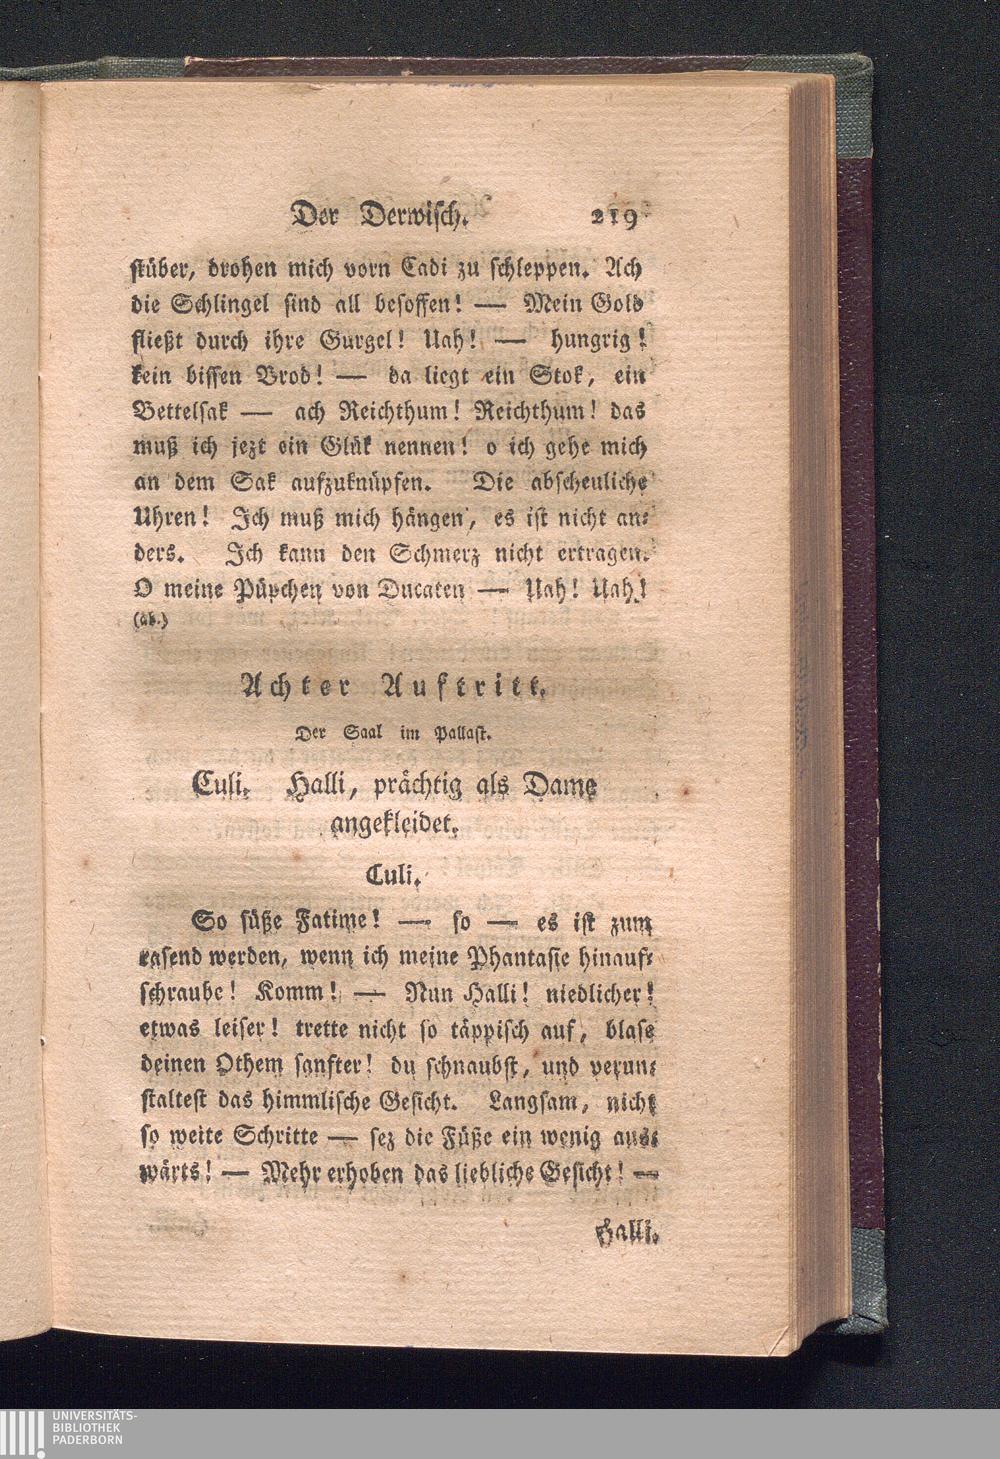 Der Derwisch. 219
stüber, drohen mich vorn Cadi zu schleppen. Ach
die Schlingel sind all besoffen! — Mein Gold
fließt durch ihre Gurgel! Uah! — hungrig!
kein bissen Brod! — da liegt ein Stok, ein
Bettelsak — ach Reichthum! Reichthum! das
muß ich jezt ein Glük nennen! o ich gehe mich
an dem Sak aufzuknüpfen. Die abscheuliche
Uhren! Ich muß mich hängen, es ist nicht an-
ders. Ich kann den Schmerz nicht ertragen.
O meine Püpchen von Ducaten — Uah! Uah!
(ab.)
Achter Auftritt.
Der Saal im Pallast.
Culi. Halli, prächtig als Dame
angekleidet.
Culi.
So süße Fatime! — so — es ist zum
rasend werden, wenn ich meine Phantasie hinauf-
schraube! Komm! — Nun Halli! niedlicher!
etwas leiser! trette nicht so täppisch auf, blase
deinen Othem sanfter! du schnaubst, und verun-
staltest das himmlische Gesicht. Langsam, nicht
so weite Schritte — sez die Füße ein wenig aus-
wärts! — Mehr erhoben das liebliche Gesicht! —
Halli.
UNIVERSITÄTS-
BIBLIOTHEK
PADERBORN